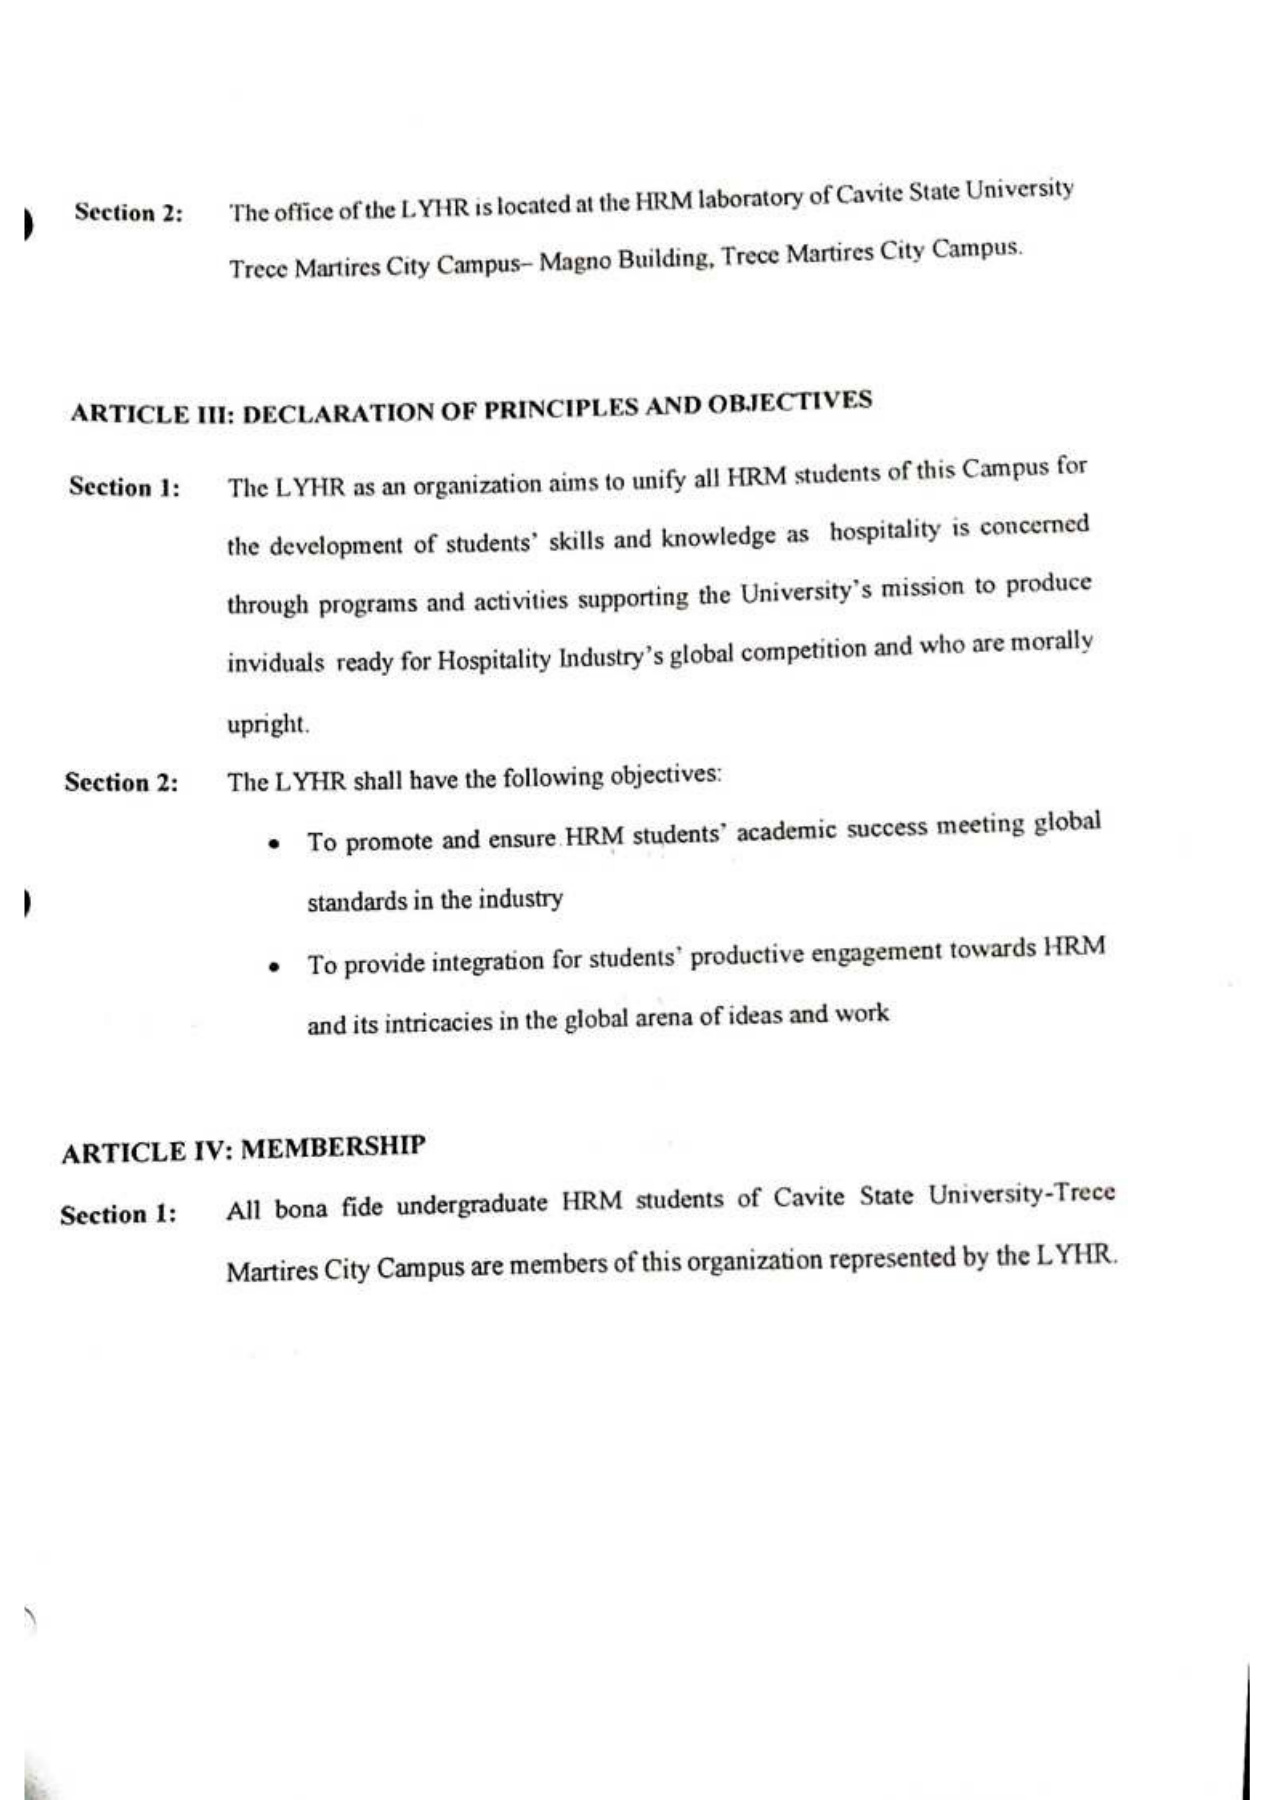 Section 2: The office of the LYHR is located at the HRM laboratory of Cavite State University
Trece Martires City Campus– Magno Building, Trece Martires City Campus.
ARTICLE III: DECLARATION OF PRINCIPLES AND OBJECTIVES
Section 1: The LYHR as an organization aims to unify all HRM students of this Campus for
the development of students’ skills and knowledge as hospitality is concerned
through programs and activities supporting the University’s mission to produce
inviduals ready for Hospitality Industry’s global competition and who are morally
upright.
Section 2: The LYHR shall have the following objectives:
• To promote and ensure HRM students’ academic success meeting global
standards in the industry
• To provide integration for students’ productive engagement towards HRM
and its intricacies in the global arena of ideas and work
ARTICLE IV: MEMBERSHIP
Section 1: All bona fide undergraduate HRM students of Cavite State University-Trece
Martires City Campus are members of this organization represented by the LYHR.